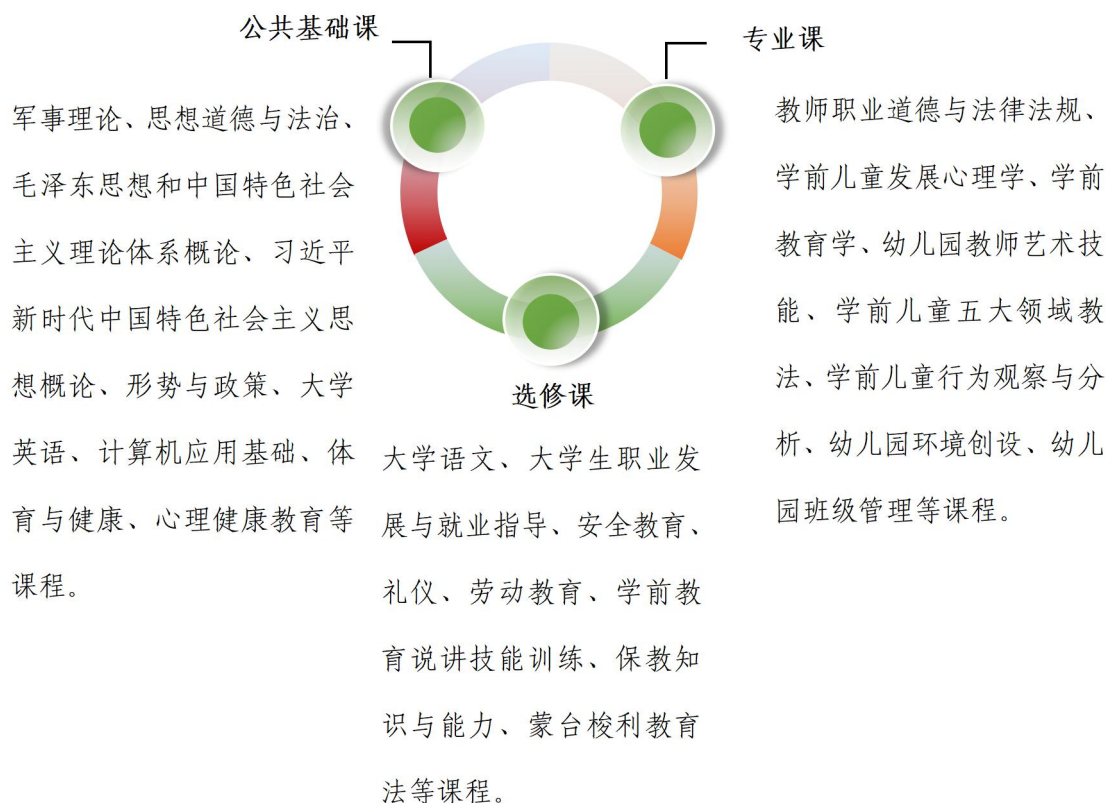 公共基础课
军事理论、思想道德与法治、
毛泽东思想和中国特色社会
主义理论体系概论、习近平
新时代中国特色社会主义思
想概论、形势与政策、大学
英语、计算机应用基础、体
育与健康、心理健康教育等
课程。
专业课
教师职业道德与法律法规、
学前儿童发展心理学、学前
教育学、幼儿园教师艺术技
能、学前儿童五大领域教
法、学前儿童行为观察与分
析、幼儿园环境创设、幼儿
园班级管理等课程。
选修课
大学语文、大学生职业发
展与就业指导、安全教育、
礼仪、劳动教育、学前教
育说讲技能训练、保教知
识与能力、蒙台梭利教育
法等课程。